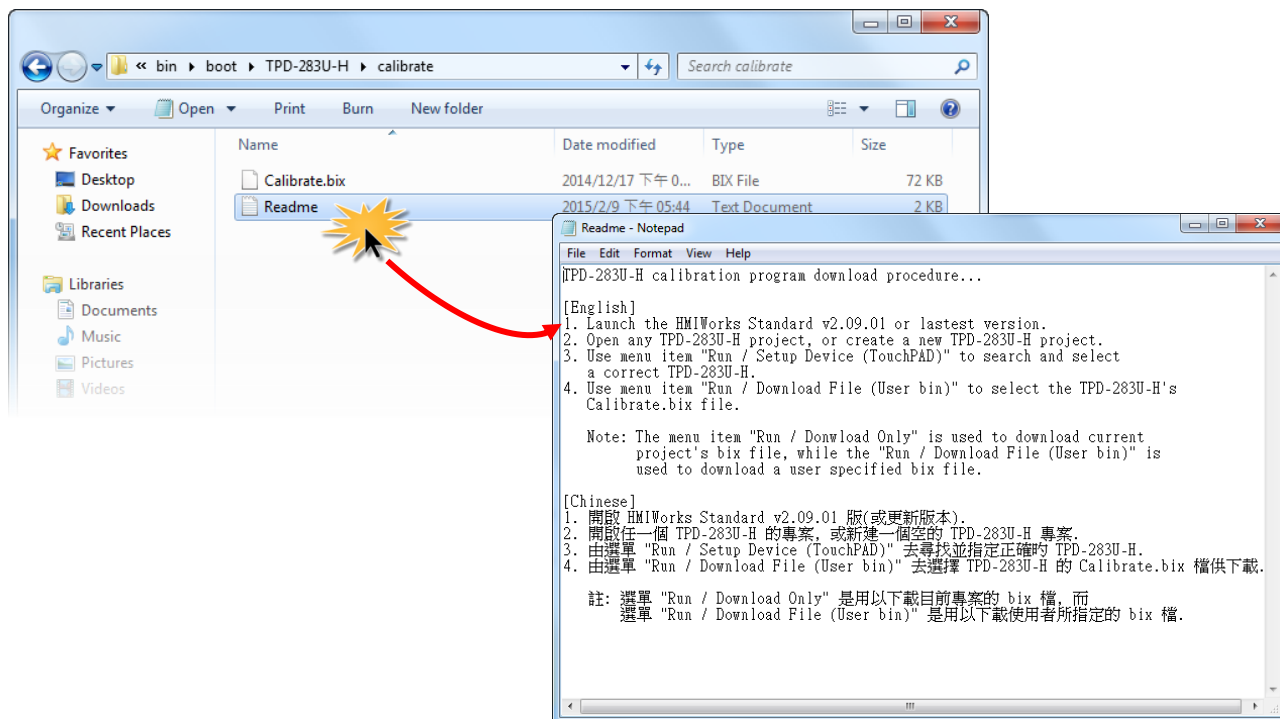 « bin ▸ boot ▸ TPD-283U-H ▸ calibrate
Search calibrate
Organize Open Print Burn New folder
Name Date modified Type Size
Favorites
Desktop
Downloads
Recent Places
Libraries
Documents
Music
Pictures
Videos
Calibrate.bix 2014/12/17 下午 0... BIX File 72 KB
Readme 2015/2/9 下午 05:44 Text Document 2 KB
Readme - Notepad
File Edit Format View Help
TPD-283U-H calibration program download procedure...
[English]
1. Launch the HMIWorks Standard v2.09.01 or lastest version.
2. Open any TPD-283U-H project, or create a new TPD-283U-H project.
3. Use menu item "Run / Setup Device (TouchPAD)" to search and select
a correct TPD-283U-H.
4. Use menu item "Run / Download File (User bin)" to select the TPD-283U-H's
Calibrate.bix file.
Note: The menu item "Run / Donwload Only" is used to download current
project's bix file, while the "Run / Download File (User bin)" is
used to download a user specified bix file.
[Chinese]
1. 開啟 HMIWorks Standard v2.09.01 版(或更新版本).
2. 開啟任一個 TPD-283U-H 的專案, 或新建一個空的 TPD-283U-H 專案.
3. 由選單 "Run / Setup Device (TouchPAD)" 去尋找並指定正確的 TPD-283U-H.
4. 由選單 "Run / Download File (User bin)" 去選擇 TPD-283U-H 的 Calibrate.bix 檔供下載.
註: 選單 "Run / Download Only" 是用以下載目前專案的 bix 檔, 而
選單 "Run / Download File (User bin)" 是用以下載使用者所指定的 bix 檔.